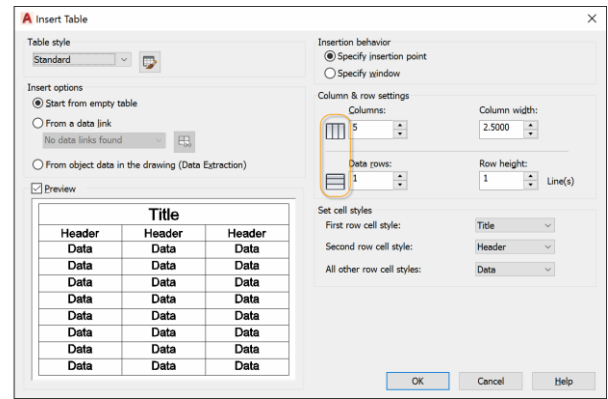 Insert Table
Table style
Standard
Insert options
Start from empty table
From a data link
No data links found
From object data in the drawing (Data Extraction)
Preview
Title
Header Header Header
Data Data Data
Data Data Data
Data Data Data
Data Data Data
Data Data Data
Data Data Data
Data Data Data
Insertion behavior
Specify insertion point
Specify window
Column & row settings
Columns: Column width:
5 2.5000
Data rows: Row height:
1 1 Line(s)
Set cell styles
First row cell style: Title
Second row cell style: Header
All other row cell styles: Data
OK Cancel Help